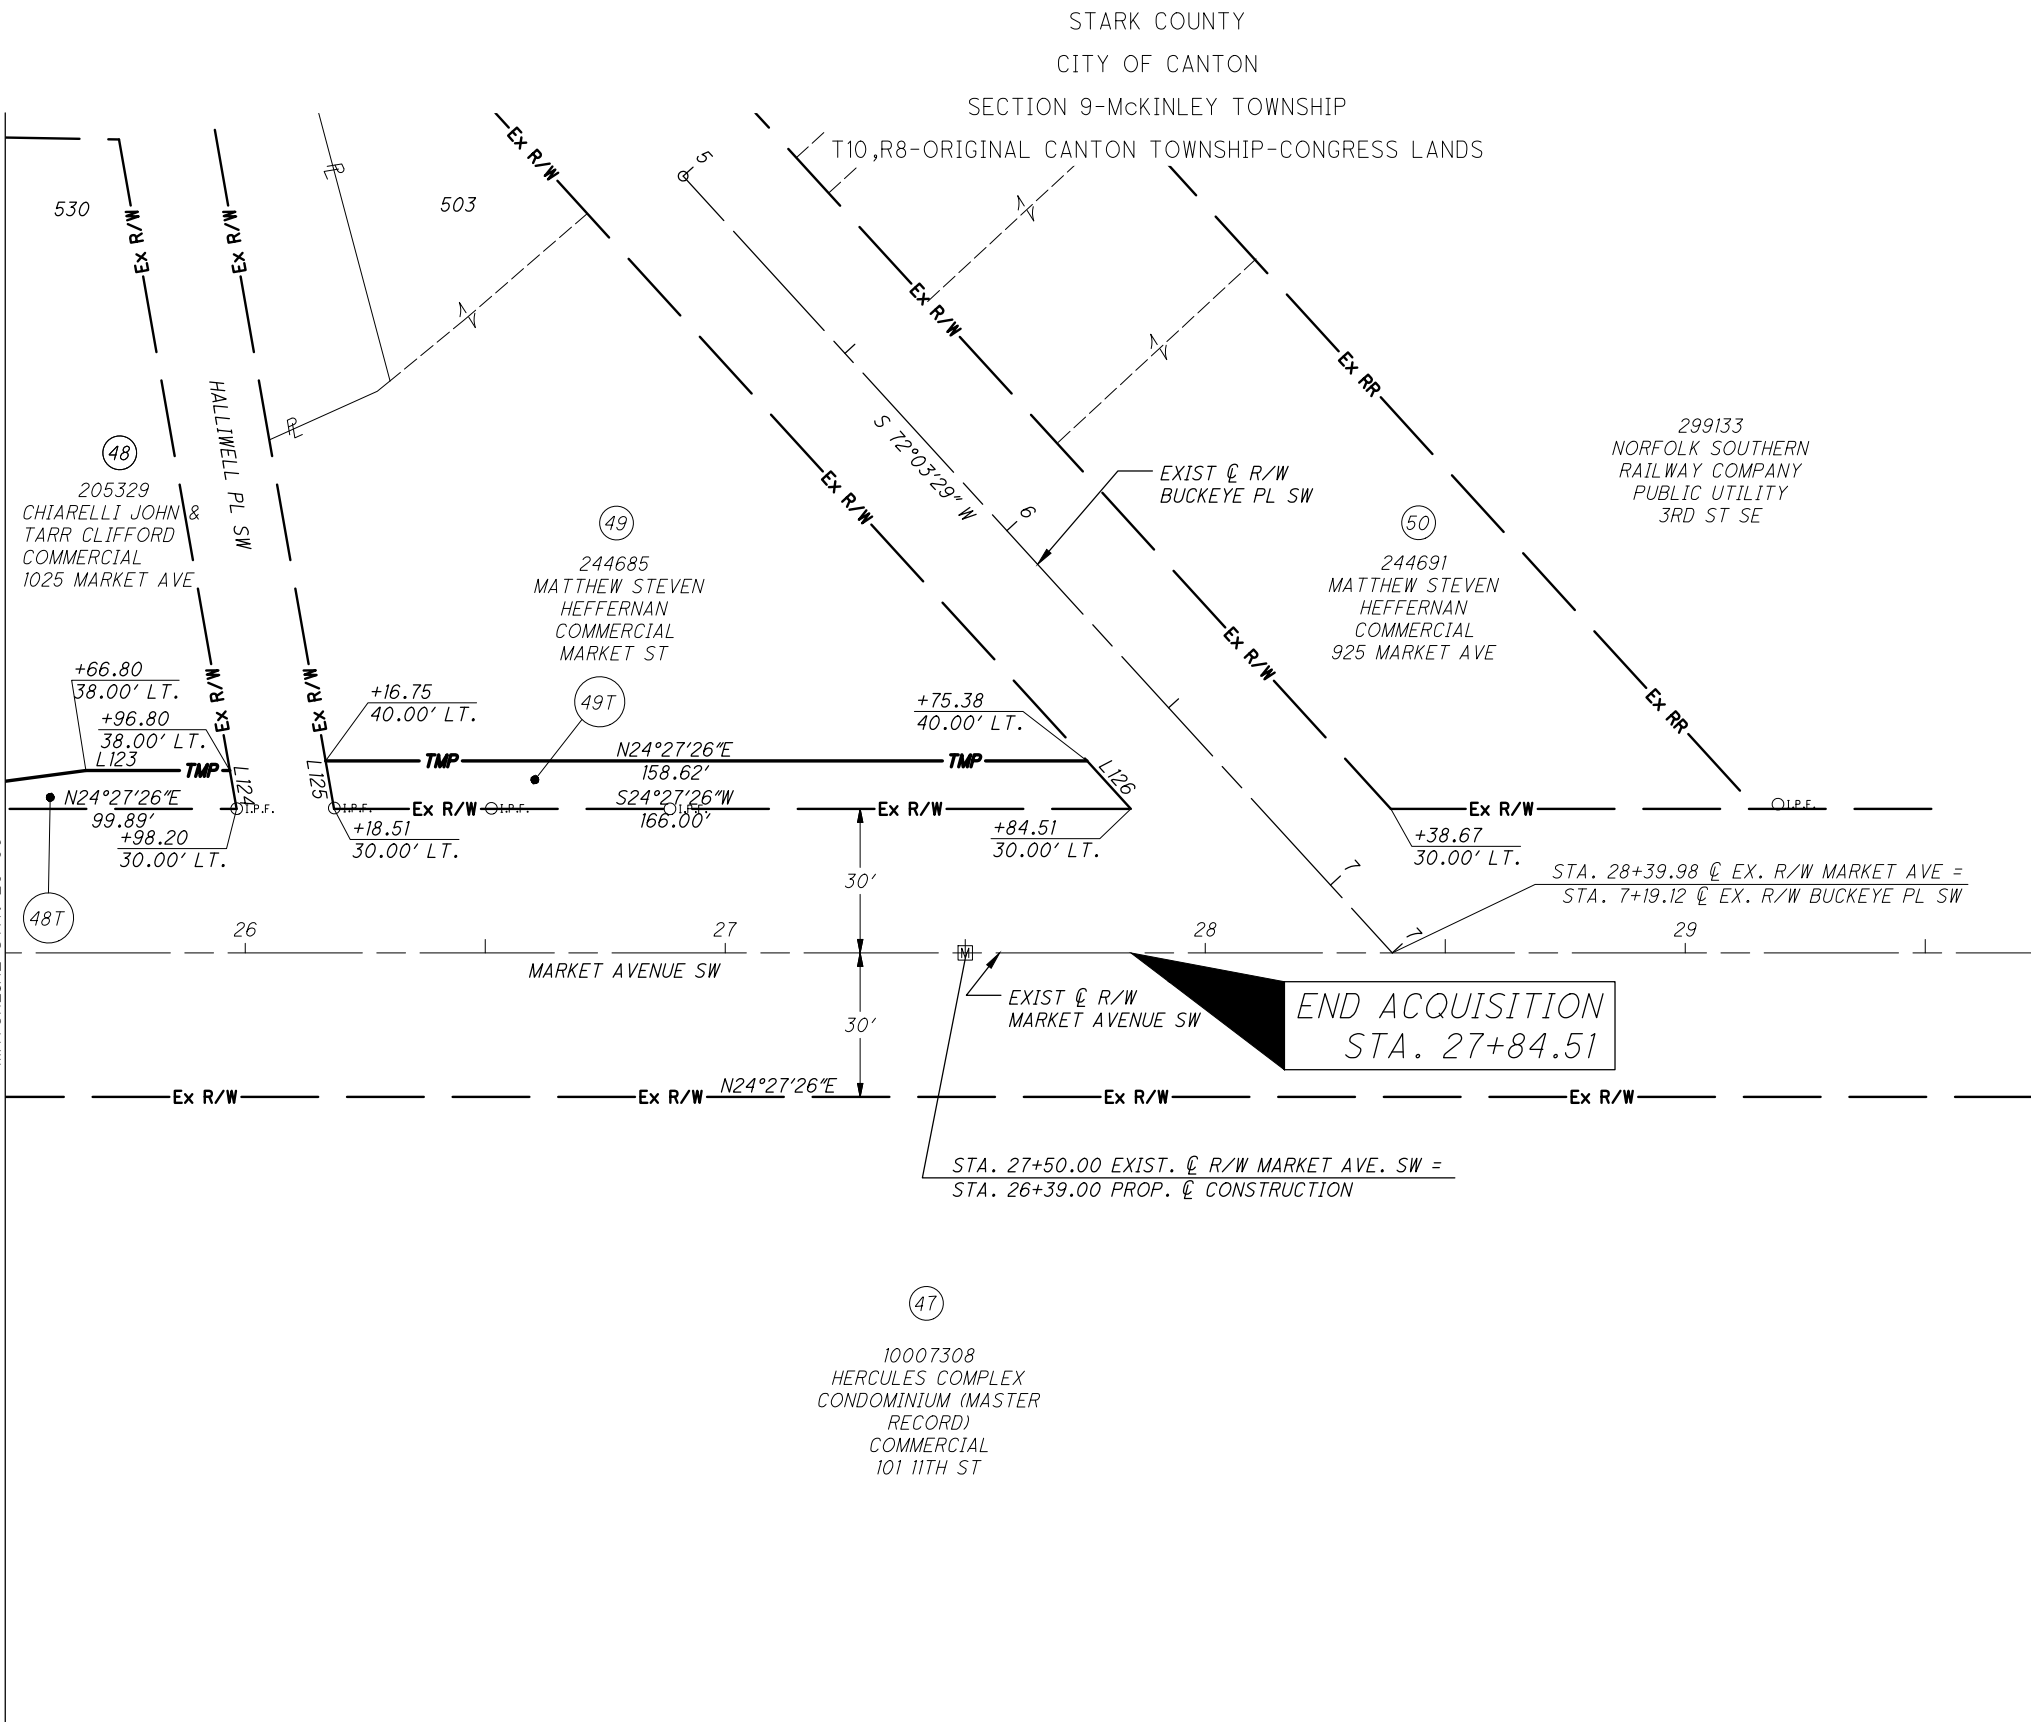 STARK COUNTY
CITY OF CANTON
SECTION 9-McKINLEY TOWNSHIP
T10,R8-ORIGINAL CANTON TOWNSHIP-CONGRESS LANDS
530
503
Ex R/W
Ex R/W
Ex R/W
PL
5
Ex R/W
Ex RR
PL
HALLIWELL PL SW
S 72°03'29" W
Ex R/W
6
EXIST ℄ R/W
BUCKEYE PL SW
48
205329
CHIARELLI JOHN &
TARR CLIFFORD
COMMERCIAL
1025 MARKET AVE
49
244685
MATTHEW STEVEN
HEFFERNAN
COMMERCIAL
MARKET ST
50
244691
MATTHEW STEVEN
HEFFERNAN
COMMERCIAL
925 MARKET AVE
299133
NORFOLK SOUTHERN
RAILWAY COMPANY
PUBLIC UTILITY
3RD ST SE
Ex R/W
Ex RR
Ex R/W
Ex R/W
+66.80
38.00' LT.
+96.80
38.00' LT.
L123
TMP
L124
L125
+16.75
40.00' LT.
49T
+75.38
40.00' LT.
TMP
N24°27'26"E
158.62'
TMP
L126
N24°27'26"E
99.89'
I.P.F.
I.P.F.
Ex R/W
I.P.F.
S24°27'26"W
166.00'
I.P.F.
Ex R/W
Ex R/W
I.P.F.
+98.20
30.00' LT.
+18.51
30.00' LT.
+84.51
30.00' LT.
+38.67
30.00' LT.
30'
7
STA. 28+39.98 ℄ EX. R/W MARKET AVE =
STA. 7+19.12 ℄ EX. R/W BUCKEYE PL SW
48T
26
27
28
7
29
M
MARKET AVENUE SW
EXIST ℄ R/W
MARKET AVENUE SW
30'
END ACQUISITION
STA. 27+84.51
Ex R/W
Ex R/W
N24°27'26"E
Ex R/W
Ex R/W
STA. 27+50.00 EXIST. ℄ R/W MARKET AVE. SW =
STA. 26+39.00 PROP. ℄ CONSTRUCTION
47
10007308
HERCULES COMPLEX
CONDOMINIUM (MASTER
RECORD)
COMMERCIAL
101 11TH ST